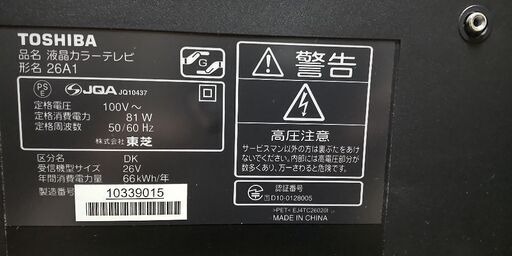 TOSHIBA
品名 液晶カラーテレビ
形名 26A1
G
PS
E
JQA JQ10437
定格電圧 100V～
定格消費電力 81W
定格周波数 50/60Hz
株式会社 東芝
区分名 DK
受信機型サイズ 26V
年間消費電力量 66kWh/年
製造番号 10339015
警告
高圧注意
サービスマン以外の方は裏ぶたをあけ
ないでください。内部には高電圧部分が
数多くあり、万一さわると危険です。
認証番号
D10-0128005
>PET< EJ4TC26020
MADE IN CHINA